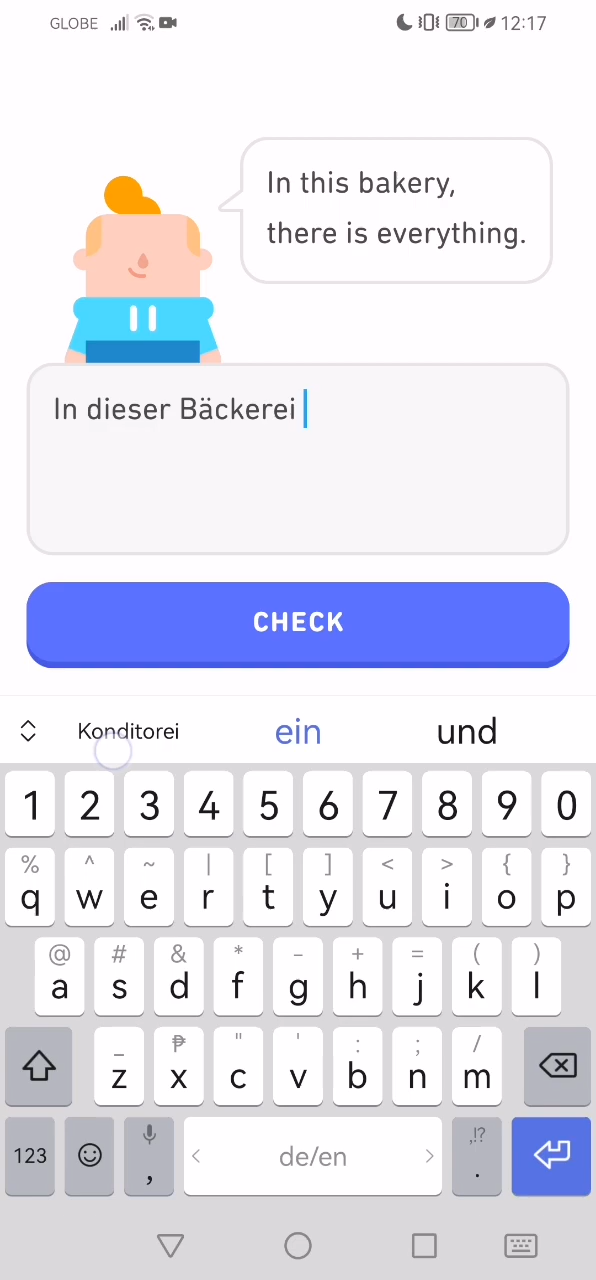 GLOBE 70 12:17
In this bakery,
there is everything.
In dieser Bäckerei
CHECK
Konditorei ein und
1 2 3 4 5 6 7 8 9 0
% ^ ~ | [ ] < > { }
q w e r t y u i o p
@ # & * - + = ( )
a s d f g h j k l
_ ₱ " ' : ; /
z x c v b n m
,!?
123 , < de/en > .